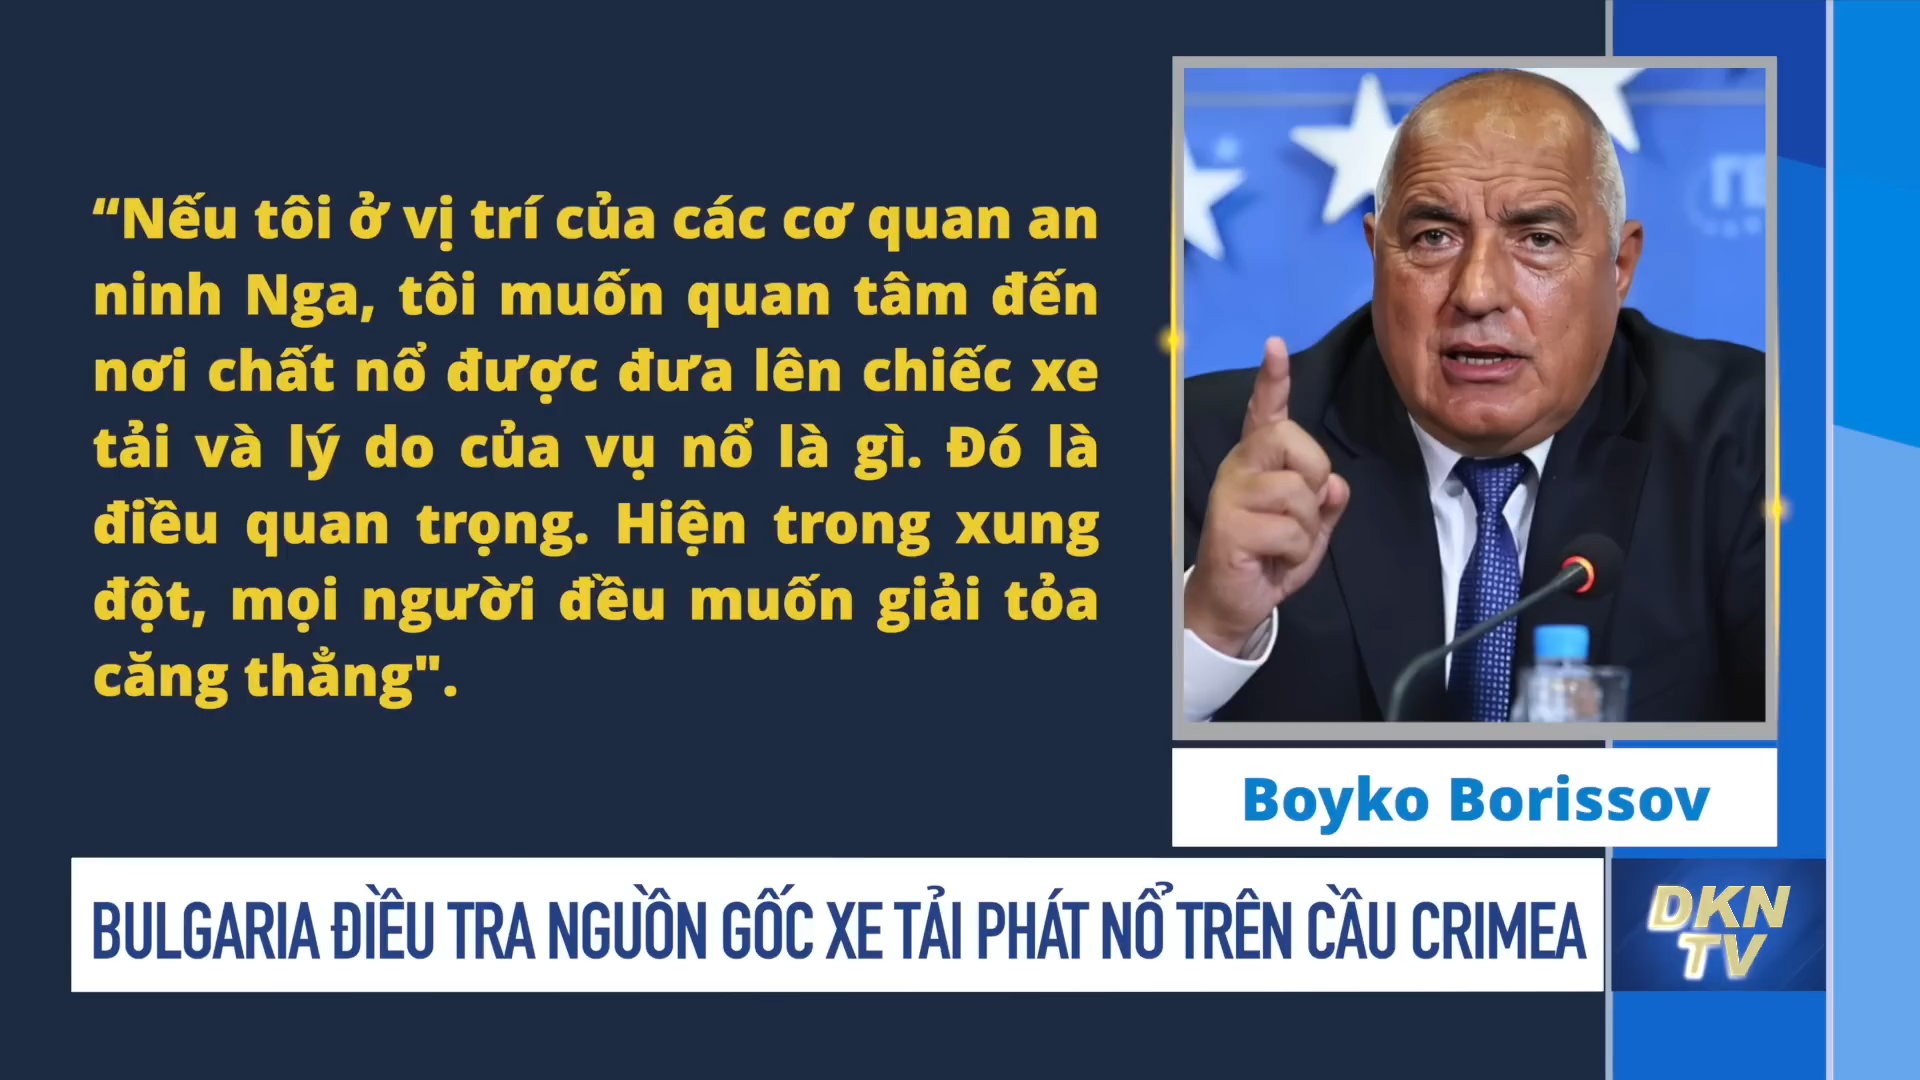 “Nếu tôi ở vị trí của các cơ quan an
ninh Nga, tôi muốn quan tâm đến
nơi chất nổ được đưa lên chiếc xe
tải và lý do của vụ nổ là gì. Đó là
điều quan trọng. Hiện trong xung
đột, mọi người đều muốn giải tỏa
căng thẳng".
Boyko Borissov
BULGARIA ĐIỀU TRA NGUỒN GỐC XE TẢI PHÁT NỔ TRÊN CẦU CRIMEA
DKN
TV